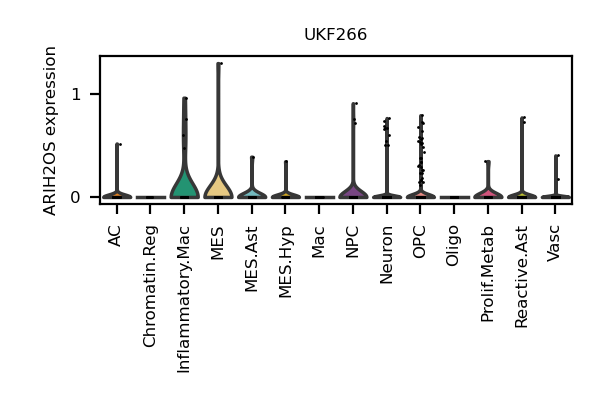 UKF266
ARIH2OS expression
1
0
AC
Chromatin.Reg
Inflammatory.Mac
MES
MES.Ast
MES.Hyp
Mac
NPC
Neuron
OPC
Oligo
Prolif.Metab
Reactive.Ast
Vasc